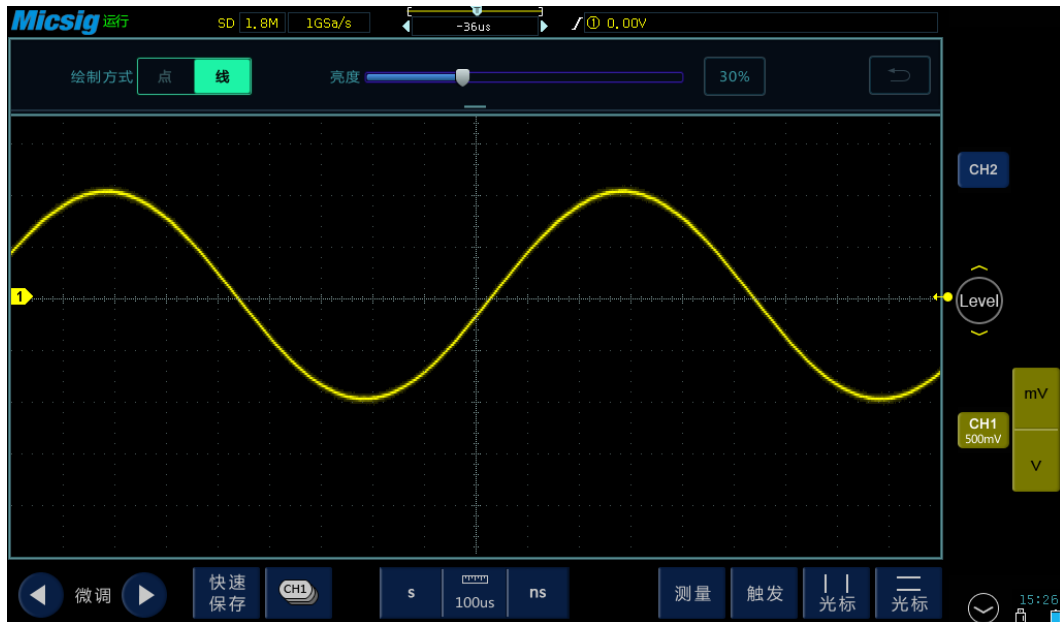 Micsig 运行 SD 1.8M 1GSa/s T -36us ① 0.00V
绘制方式 点 线 亮度 30%
CH2
1
Level
mV
CH1
500mV
V
微调 快速保存 CH1 s 100us ns 测量 触发 光标 光标
15:26